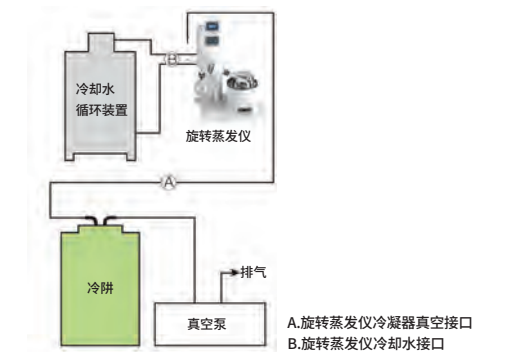 冷却水
循环装置
B
旋转蒸发仪
A
冷阱
排气
真空泵
A.旋转蒸发仪冷凝器真空接口
B.旋转蒸发仪冷却水接口